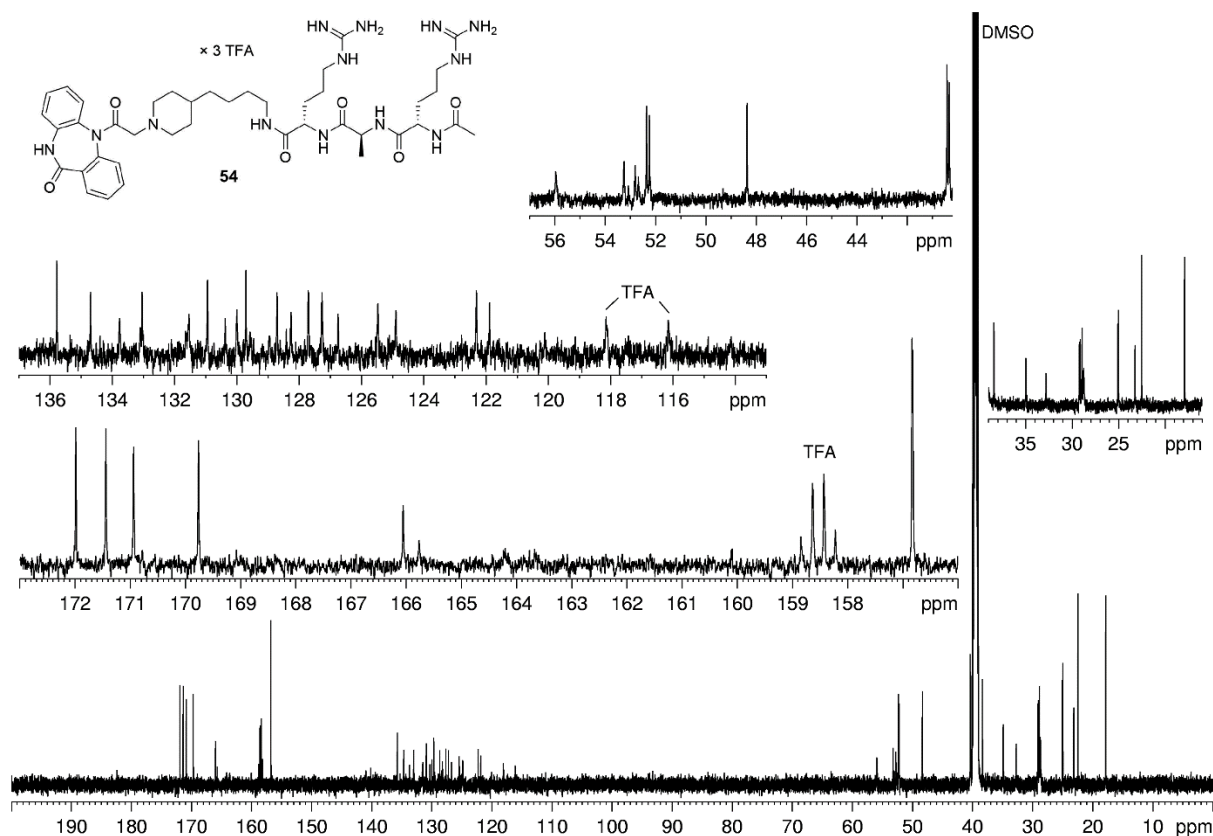 HN NH₂ HN NH₂
× 3 TFA
NH NH
O O O
N N NH NH
HN N H N H
O O O
54
DMSO
56 54 52 50 48 46 44 ppm
TFA
136 134 132 130 128 126 124 122 120 118 116 ppm
35 30 25 20 ppm
TFA
172 171 170 169 168 167 166 165 164 163 162 161 160 159 158 ppm
190 180 170 160 150 140 130 120 110 100 90 80 70 60 50 40 30 20 10 ppm